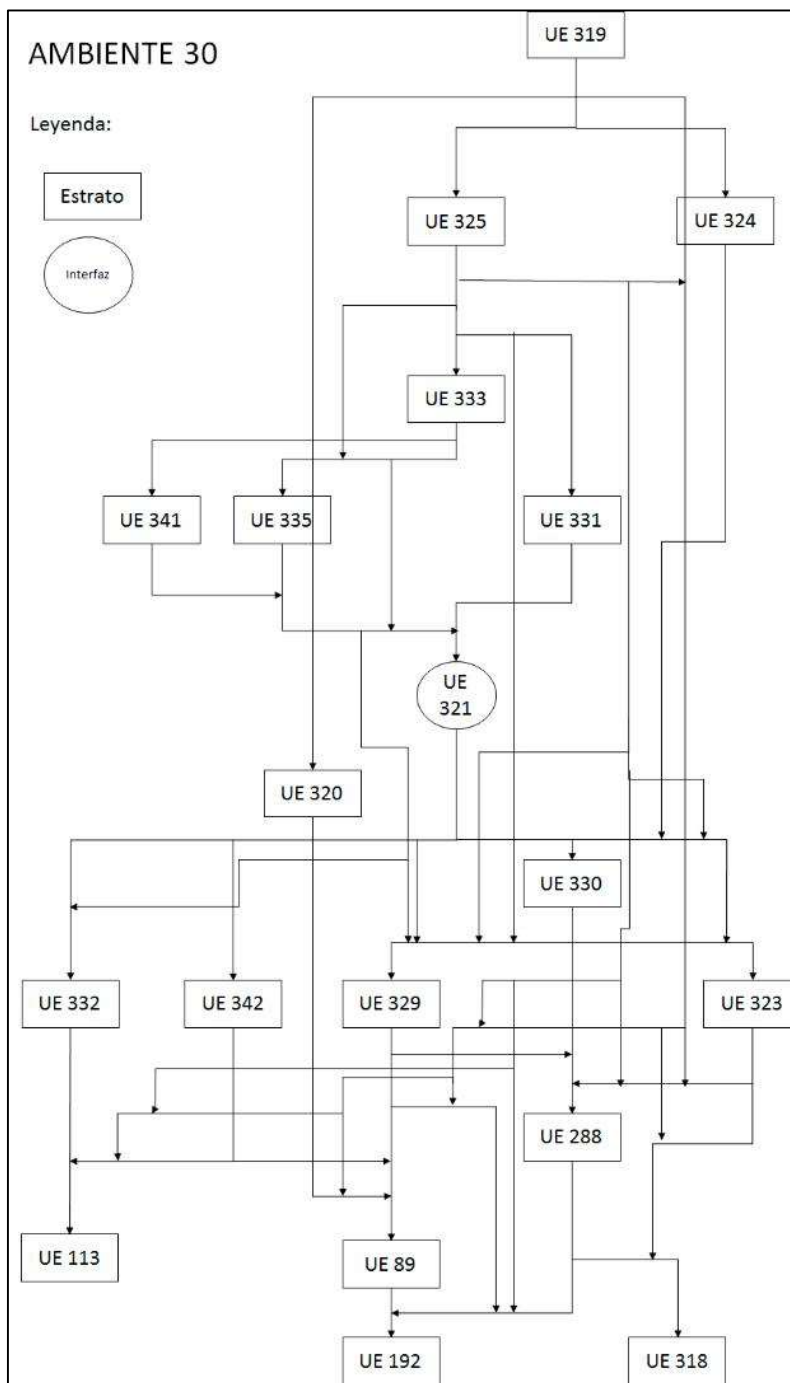 UE 319
AMBIENTE 30
Leyenda:
Estrato
UE 325
UE 324
Interfaz
UE 333
UE 341
UE 335
UE 331
UE
321
UE 320
UE 330
UE 332
UE 342
UE 329
UE 323
UE 288
UE 113
UE 89
UE 192
UE 318